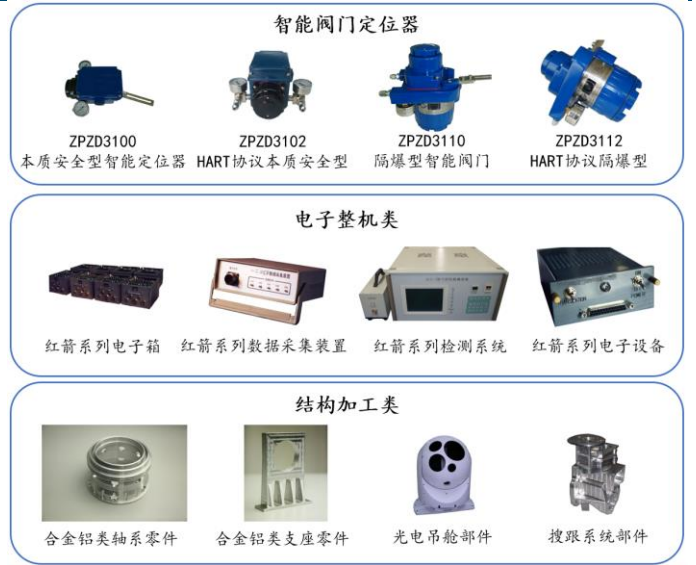 智能阀门定位器
ZPZD3100 ZPZD3102 ZPZD3110 ZPZD3112
本质安全型智能定位器 HART协议本质安全型 隔爆型智能阀门 HART协议隔爆型
电子整机类
红箭系列电子箱 红箭系列数据采集装置 红箭系列检测系统 红箭系列电子设备
结构加工类
合金铝类轴系零件 合金铝类支座零件 光电吊舱部件 搜跟系统部件